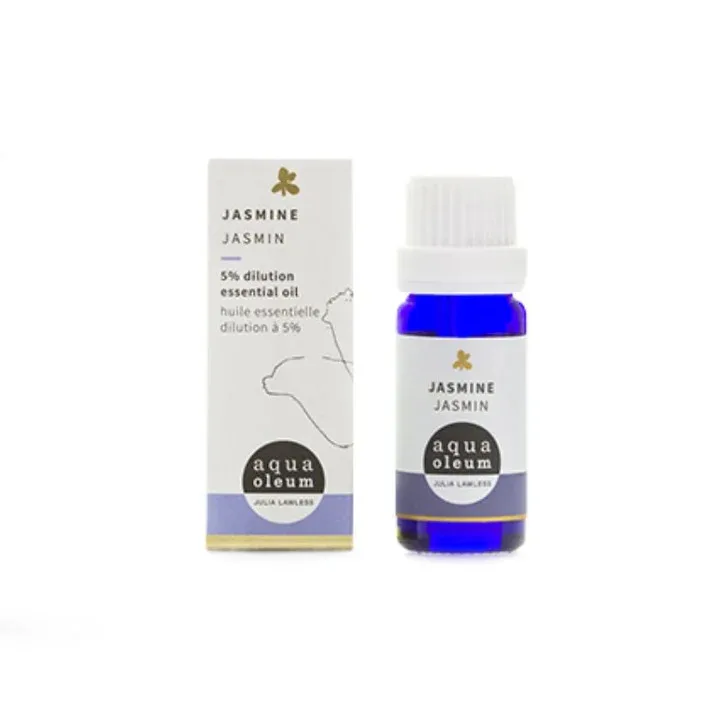 JASMINE
JASMIN
5% dilution
essential oil
huile essentielle
dilution à 5%
aqua
oleum
JULIA LAWLESS
JASMINE
JASMIN
aqua
oleum
JULIA LAWLESS